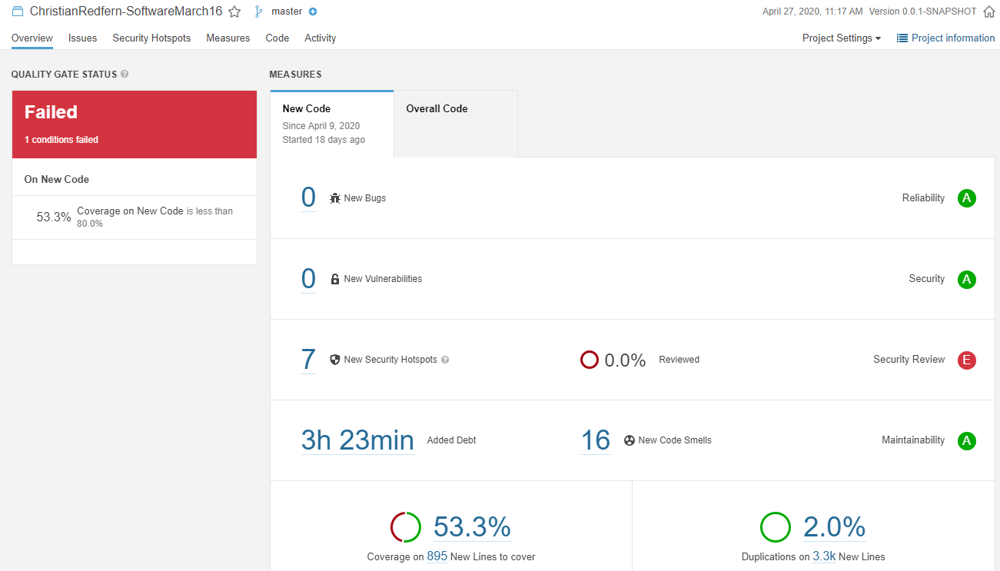 ChristianRedfern-SoftwareMarch16 master April 27, 2020, 11:17 AM Version 0.0.1-SNAPSHOT
Overview Issues Security Hotspots Measures Code Activity Project Settings Project information
QUALITY GATE STATUS ?
Failed
1 conditions failed
On New Code
53.3% Coverage on New Code is less than
80.0%
MEASURES
New Code
Since April 9, 2020
Started 18 days ago
Overall Code
0 New Bugs Reliability A
0 New Vulnerabilities Security A
7 New Security Hotspots ? 0.0% Reviewed Security Review E
3h 23min Added Debt 16 New Code Smells Maintainability A
53.3%
Coverage on 895 New Lines to cover
2.0%
Duplications on 3.3k New Lines